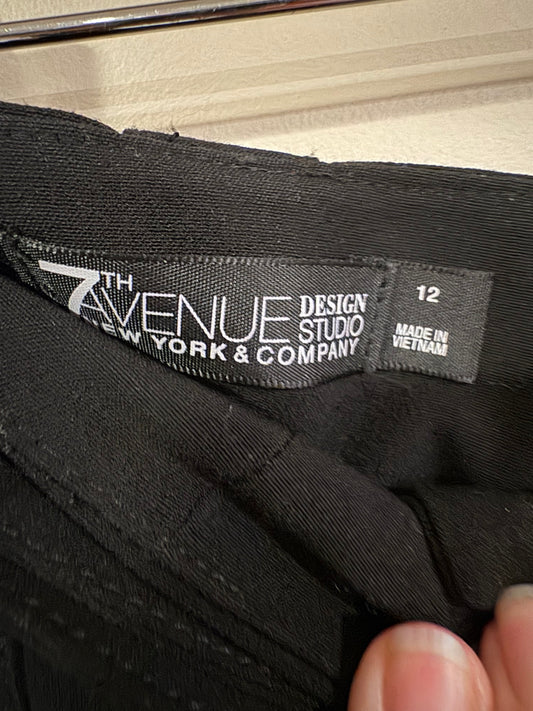 7TH
AVENUE
DESIGN
STUDIO
NEW YORK & COMPANY
12
MADE IN
VIETNAM